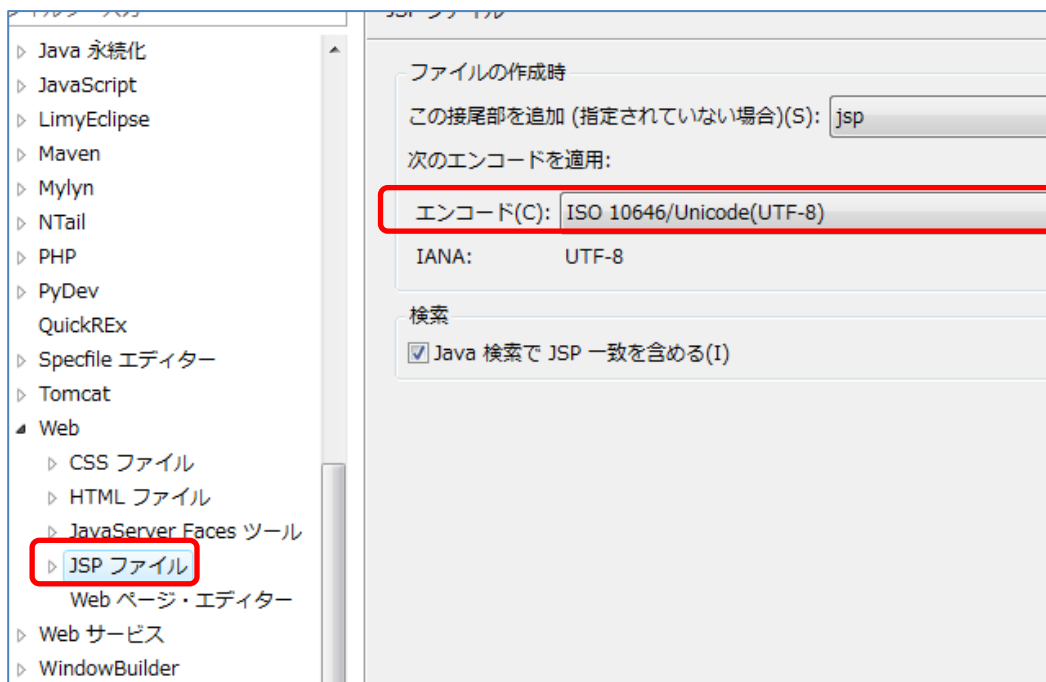 Java 永続化
JavaScript
LimyEclipse
Maven
Mylyn
NTail
PHP
PyDev
QuickREx
Specfile エディター
Tomcat
Web
CSS ファイル
HTML ファイル
JavaServer Faces ツール
JSP ファイル
Web ページ・エディター
Web サービス
WindowBuilder
JSP ファイル
ファイルの作成時
この接尾部を追加 (指定されていない場合)(S): jsp
次のエンコードを適用:
エンコード(C): ISO 10646/Unicode(UTF-8)
IANA: UTF-8
検索
Java 検索で JSP 一致を含める(I)